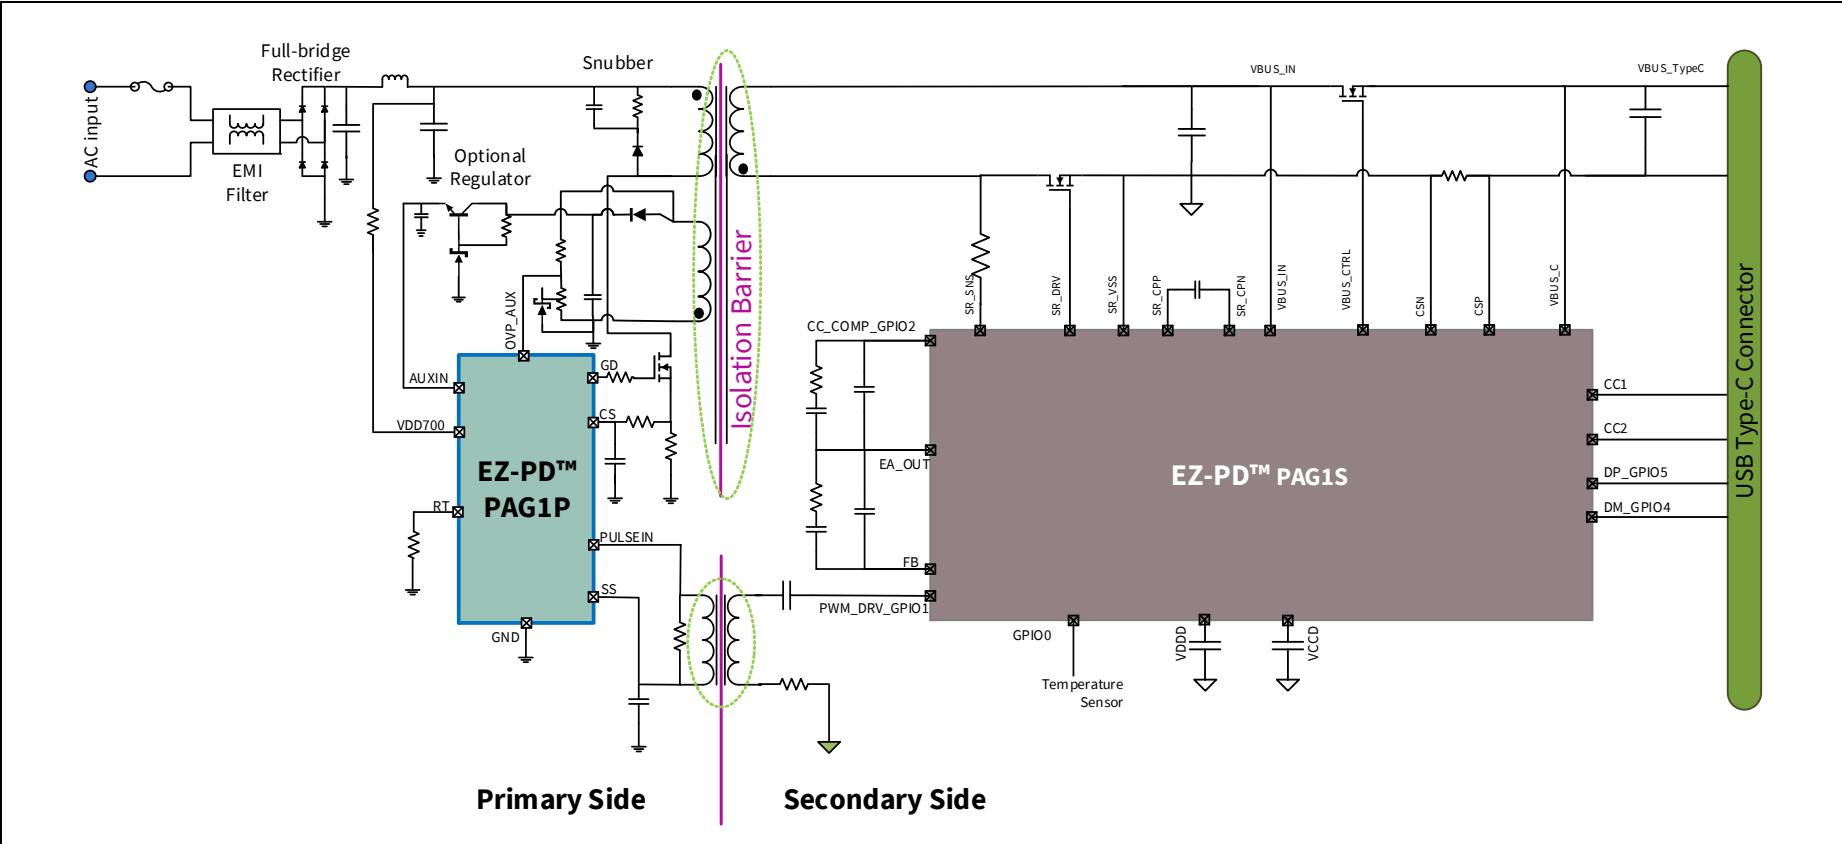 Full-bridge
Rectifier
Snubber
VBUS_IN
VBUS_TypeC
AC input
EMI
Filter
Optional
Regulator
Isolation Barrier
OVP_AUX
AUXIN
VDD700
RT
GND
GD
CS
PULSEIN
SS
EZ-PD™
PAG1P
SR_SNS
SR_DRV
SR_VSS
SR_CPP
SR_CPN
VBUS_IN
VBUS_CTRL
CSN
CSP
VBUS_C
CC_COMP_GPIO2
EA_OUT
FB
PWM_DRV_GPIO1
EZ-PD™ PAG1S
CC1
CC2
DP_GPIO5
DM_GPIO4
USB Type-C Connector
GPIO0
VDDD
VCCD
Temperature
Sensor
Primary Side
Secondary Side